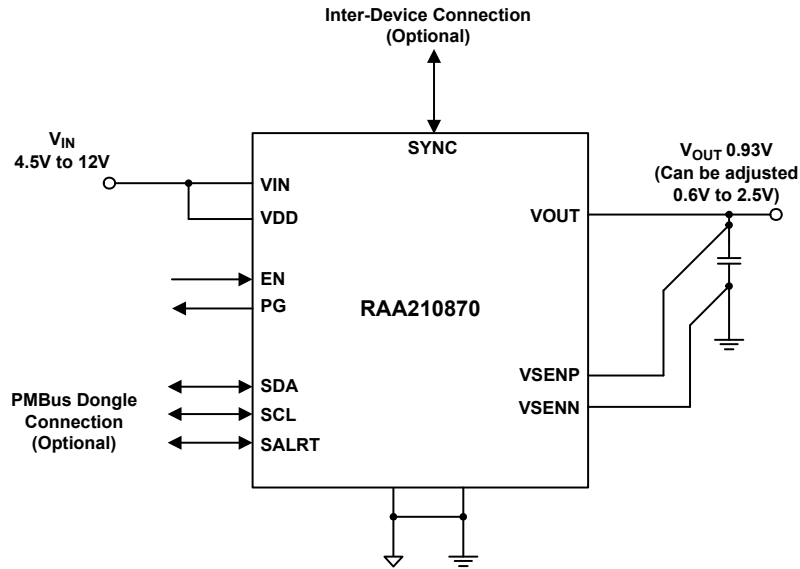 Inter-Device Connection
(Optional)
SYNC
VIN
4.5V to 12V
VIN
VDD
EN
PG
RAA210870
VOUT
VOUT 0.93V
(Can be adjusted
0.6V to 2.5V)
PMBus Dongle
Connection
(Optional)
SDA
SCL
SALRT
VSENP
VSENN